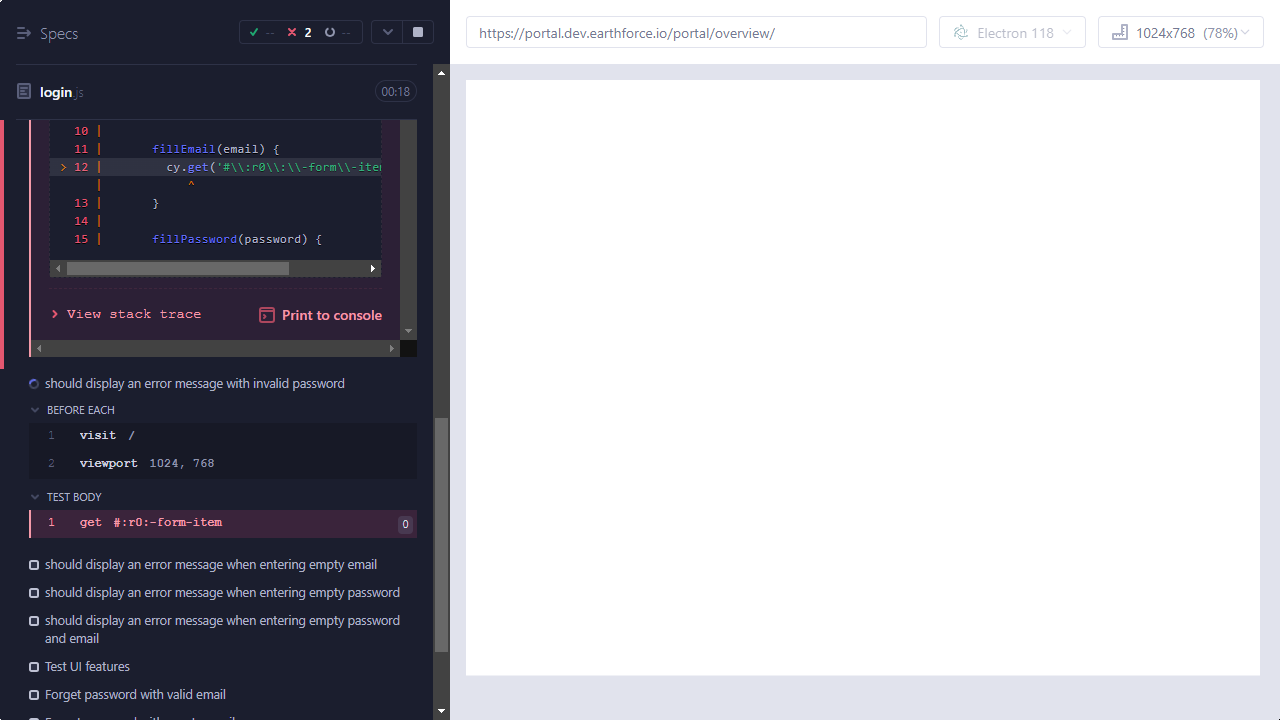 Specs
-- 2 --
https://portal.dev.earthforce.io/portal/overview/
Electron 118
1024x768 (78%)
login.js
00:18
10 |
11 | fillEmail(email) {
> 12 | cy.get('#\\:r0\\:\\-form\\-item
| ^
13 | }
14 |
15 | fillPassword(password) {
> View stack trace
Print to console
should display an error message with invalid password
BEFORE EACH
1 visit /
2 viewport 1024, 768
TEST BODY
1 get #:r0:-form-item 0
should display an error message when entering empty email
should display an error message when entering empty password
should display an error message when entering empty password
and email
Test UI features
Forget password with valid email